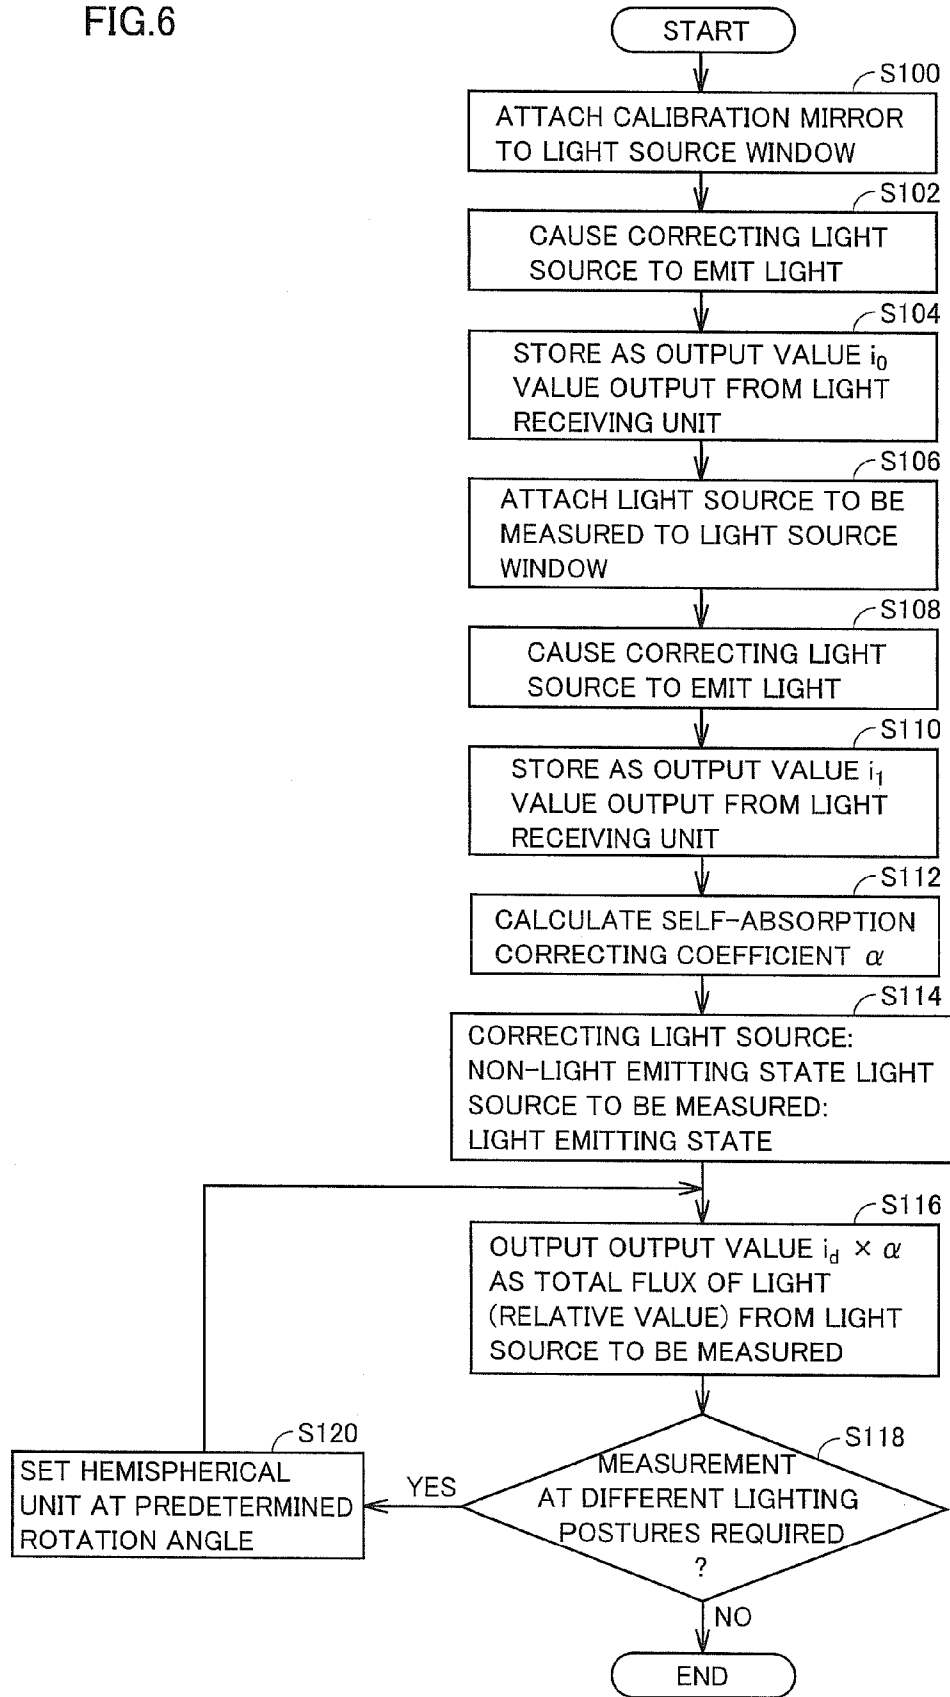 FIG.6
START
S100
ATTACH CALIBRATION MIRROR
TO LIGHT SOURCE WINDOW
S102
CAUSE CORRECTING LIGHT
SOURCE TO EMIT LIGHT
S104
STORE AS OUTPUT VALUE i₀
VALUE OUTPUT FROM LIGHT
RECEIVING UNIT
S106
ATTACH LIGHT SOURCE TO BE
MEASURED TO LIGHT SOURCE
WINDOW
S108
CAUSE CORRECTING LIGHT
SOURCE TO EMIT LIGHT
S110
STORE AS OUTPUT VALUE i₁
VALUE OUTPUT FROM LIGHT
RECEIVING UNIT
S112
CALCULATE SELF-ABSORPTION
CORRECTING COEFFICIENT α
S114
CORRECTING LIGHT SOURCE:
NON-LIGHT EMITTING STATE LIGHT
SOURCE TO BE MEASURED:
LIGHT EMITTING STATE
S116
OUTPUT OUTPUT VALUE i_d × α
AS TOTAL FLUX OF LIGHT
(RELATIVE VALUE) FROM LIGHT
SOURCE TO BE MEASURED
S118
MEASUREMENT
AT DIFFERENT LIGHTING
POSTURES REQUIRED
?
YES
S120
SET HEMISPHERICAL
UNIT AT PREDETERMINED
ROTATION ANGLE
NO
END